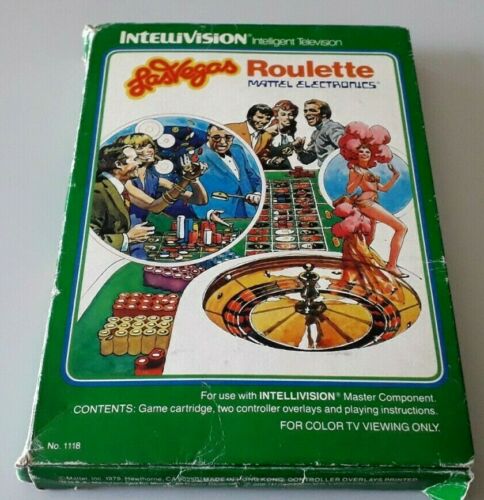 INTELLIVISION® Intelligent Television
Las Vegas Roulette
MATTEL ELECTRONICS®
For use with INTELLIVISION® Master Component.
CONTENTS: Game cartridge, two controller overlays and playing instructions.
FOR COLOR TV VIEWING ONLY.
No. 1118
© Mattel, Inc. 1979, Hawthorne, CA 90250. MADE IN HONG KONG. CONTROLLER OVERLAYS PRINTED